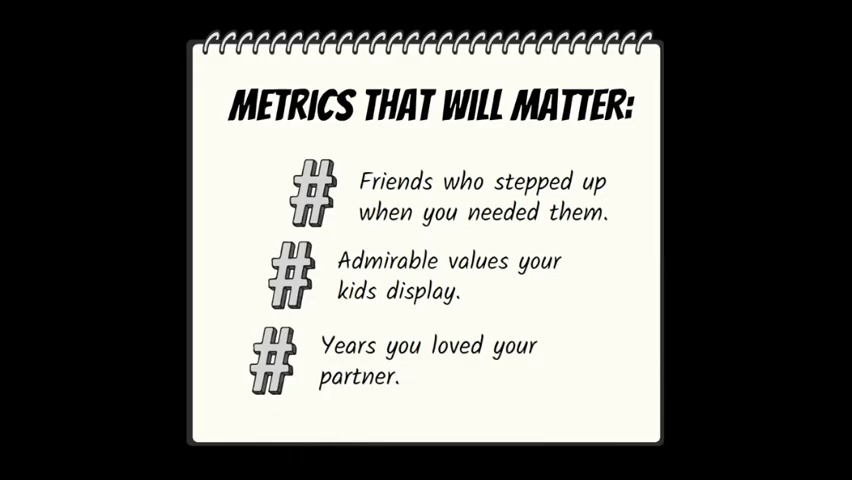 METRICS THAT WILL MATTER:
# Friends who stepped up
when you needed them.
# Admirable values your
kids display.
# Years you loved your
partner.